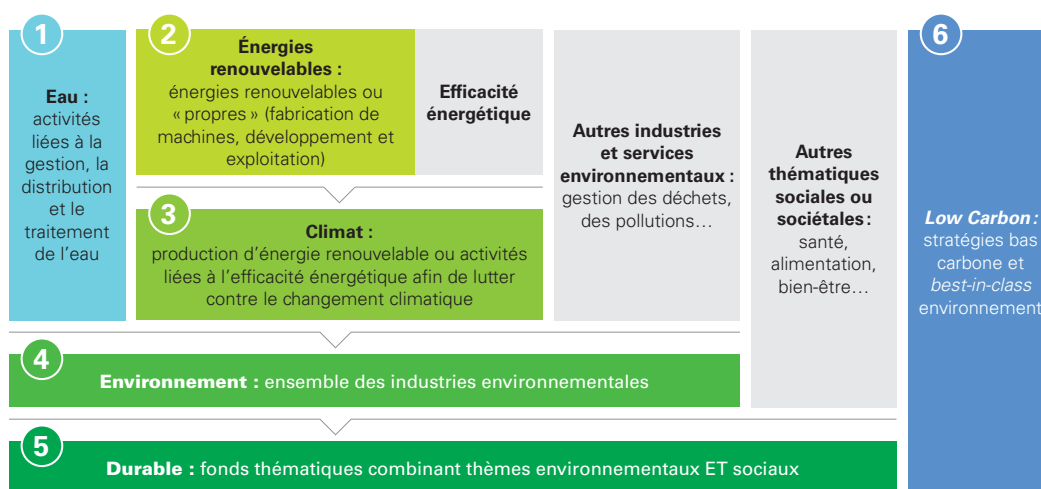 1
Eau :
activités
liées à la
gestion, la
distribution
et le
traitement
de l’eau
2
Énergies
renouvelables :
énergies renouvelables ou
« propres » (fabrication de
machines, développement et
exploitation)
Efficacité
énergétique
3
Climat :
production d’énergie renouvelable ou activités
liées à l’efficacité énergétique afin de lutter
contre le changement climatique
Autres industries
et services
environnementaux :
gestion des déchets,
des pollutions…
Autres
thématiques
sociales ou
sociétales :
santé,
alimentation,
bien-être…
6
Low Carbon :
stratégies bas
carbone et
best-in-class
environnement
4
Environnement : ensemble des industries environnementales
5
Durable : fonds thématiques combinant thèmes environnementaux ET sociaux